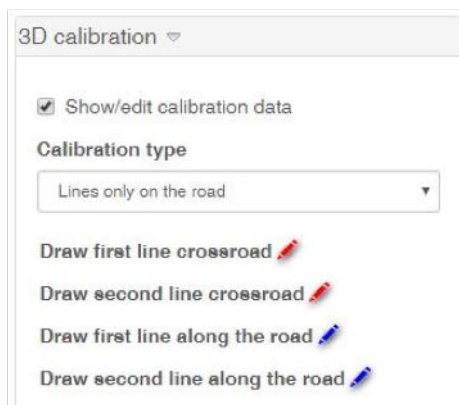 3D calibration
Show/edit calibration data
Calibration type
Lines only on the road
Draw first line crossroad
Draw second line crossroad
Draw first line along the road
Draw second line along the road